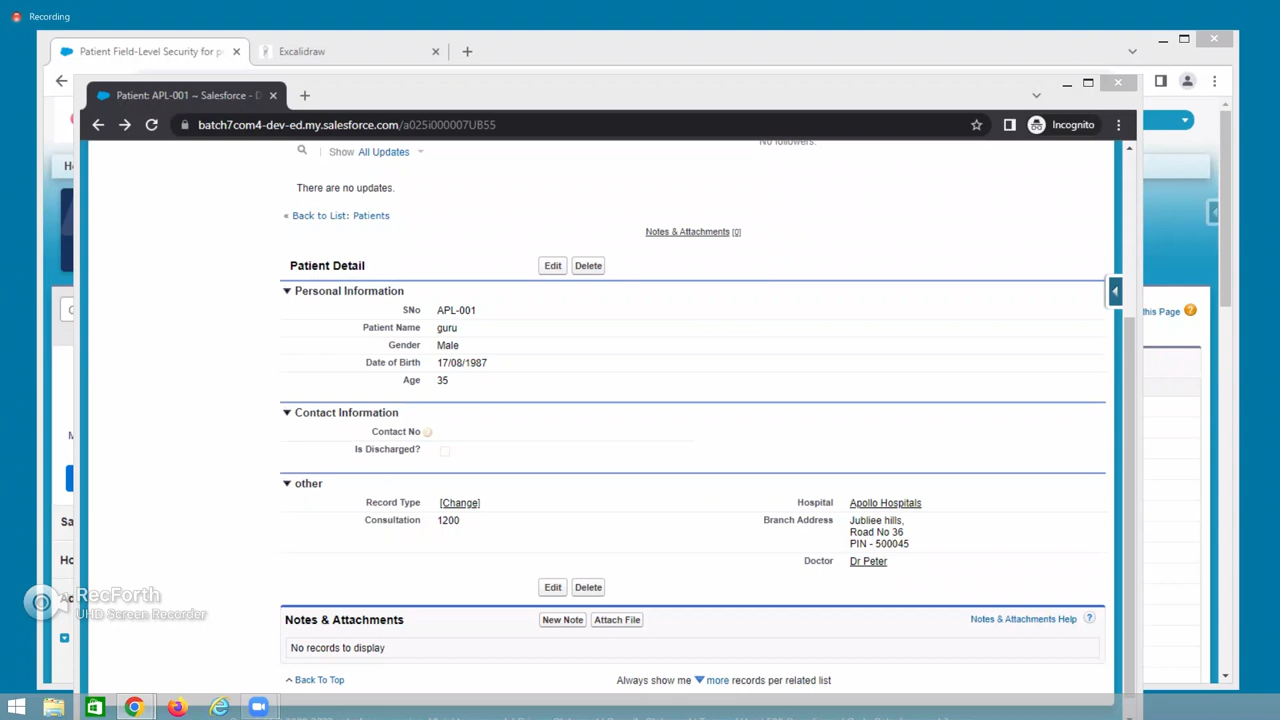 Recording
Patient Field-Level Security for p
Excalidraw
Patient: APL-001 ~ Salesforce - D
batch7com4-dev-ed.my.salesforce.com/a025i000007UB55
Incognito
No followers.
Show All Updates
There are no updates.
« Back to List: Patients
Notes & Attachments [0]
Patient Detail Edit Delete
Personal Information
SNo APL-001
Patient Name guru
Gender Male
Date of Birth 17/08/1987
Age 35
this Page
Contact Information
Contact No
Is Discharged?
other
Record Type [Change] Hospital Apollo Hospitals
Consultation 1200 Branch Address Jubliee hills,
Road No 36
PIN - 500045
Doctor Dr Peter
Edit Delete
Notes & Attachments New Note Attach File Notes & Attachments Help ?
No records to display
^ Back To Top Always show me more records per related list
Sa
Ho
RecForth
UHD Screen Recorder